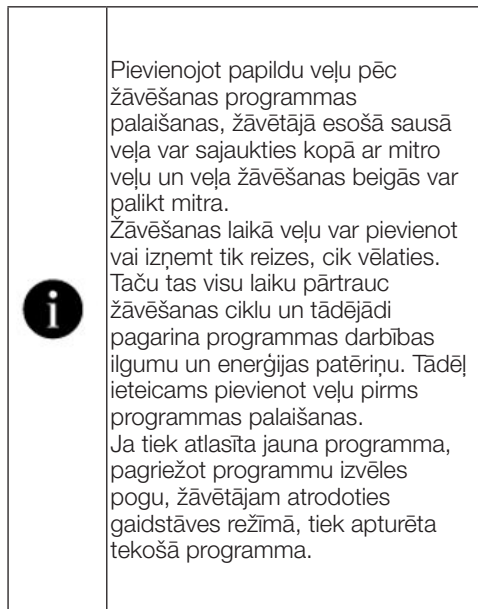 Pievienojot papildu veļu pēc
žāvēšanas programmas
palaišanas, žāvētājā esošā sausā
veļa var sajaukties kopā ar mitro
veļu un veļa žāvēšanas beigās var
palikt mitra.
Žāvēšanas laikā veļu var pievienot
vai izņemt tik reizes, cik vēlaties.
Taču tas visu laiku pārtrauc
žāvēšanas ciklu un tādējādi
pagarina programmas darbības
ilgumu un enerģijas patēriņu. Tādēļ
ieteicams pievienot veļu pirms
programmas palaišanas.
Ja tiek atlasīta jauna programma,
pagriežot programmu izvēles
pogu, žāvētājam atrodoties
gaidstāves režīmā, tiek apturēta
tekošā programma.